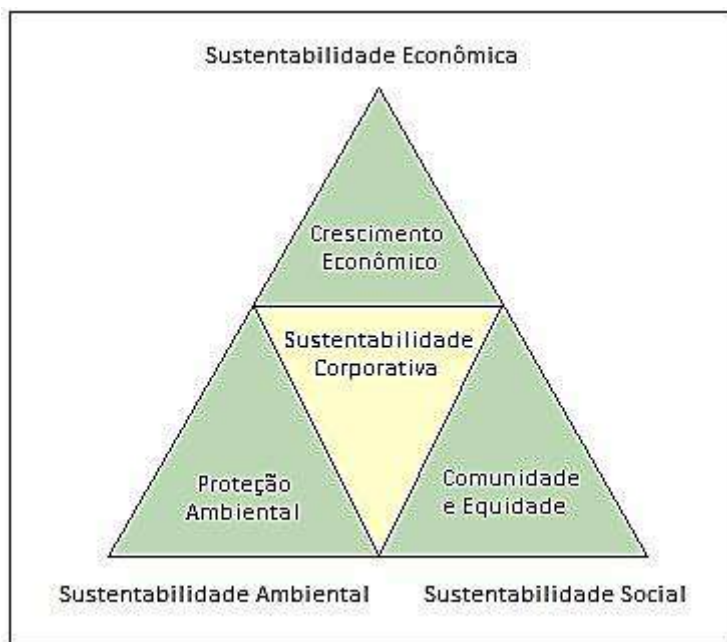 Sustentabilidade Econômica
Crescimento
Econômico
Sustentabilidade
Corporativa
Proteção
Ambiental
Comunidade
e Equidade
Sustentabilidade Ambiental
Sustentabilidade Social